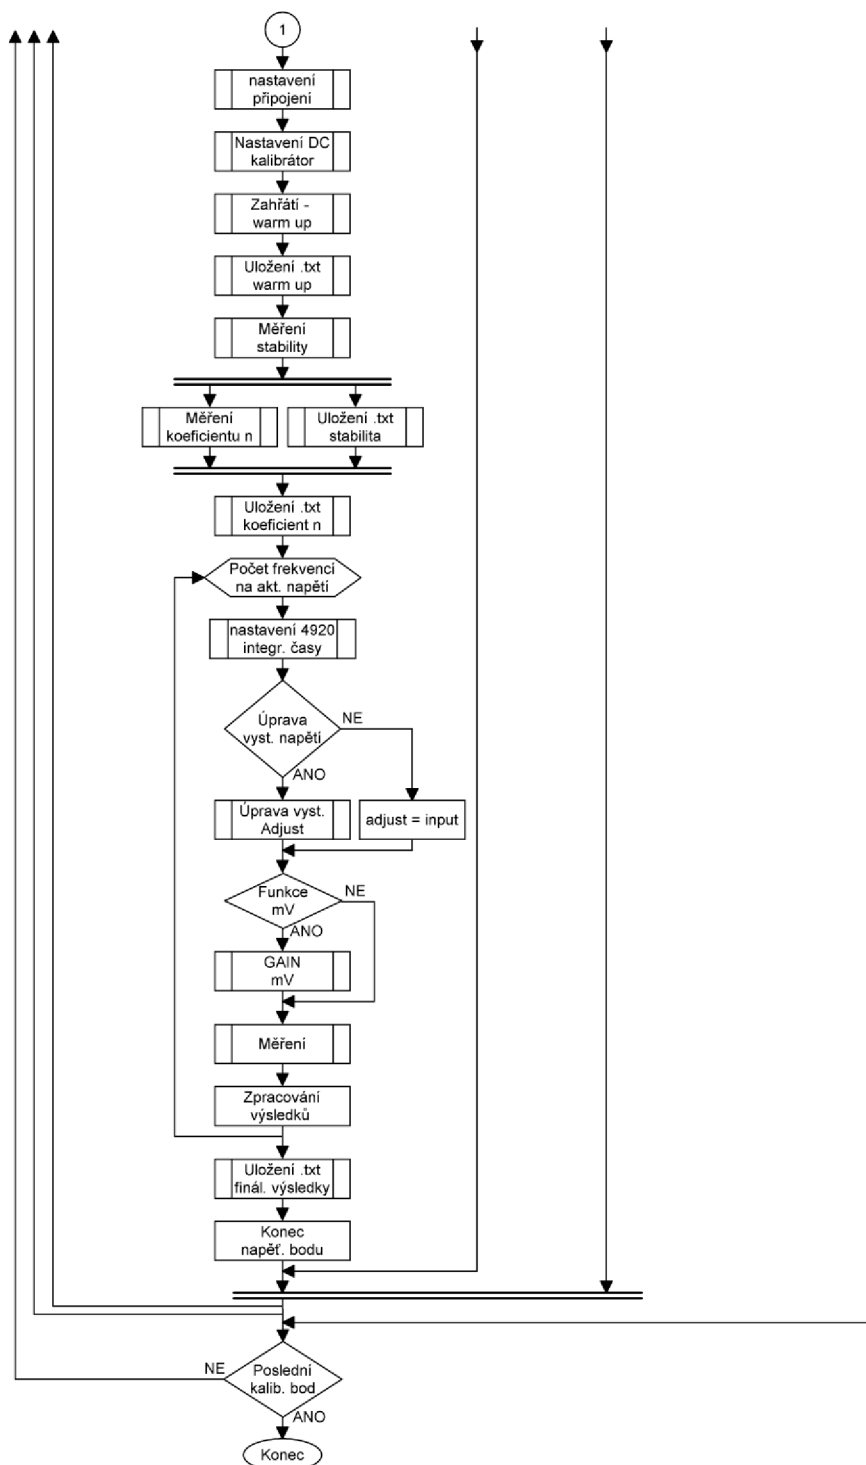 1
nastavení
připojení
Nastavení DC
kalibrátor
Zahřátí -
warm up
Uložení .txt
warm up
Měření
stability
Měření
koeficientu n
Uložení .txt
stabilita
Uložení .txt
koeficient n
Počet frekvencí
na akt. napětí
nastavení 4920
integr. časy
Úprava
vyst. napětí
NE
ANO
Úprava vyst.
Adjust
adjust = input
Funkce
mV
NE
ANO
GAIN
mV
Měření
Zpracování
výsledků
Uložení .txt
finál. výsledky
Konec
napěť. bodu
NE
Poslední
kalib. bod
ANO
Konec